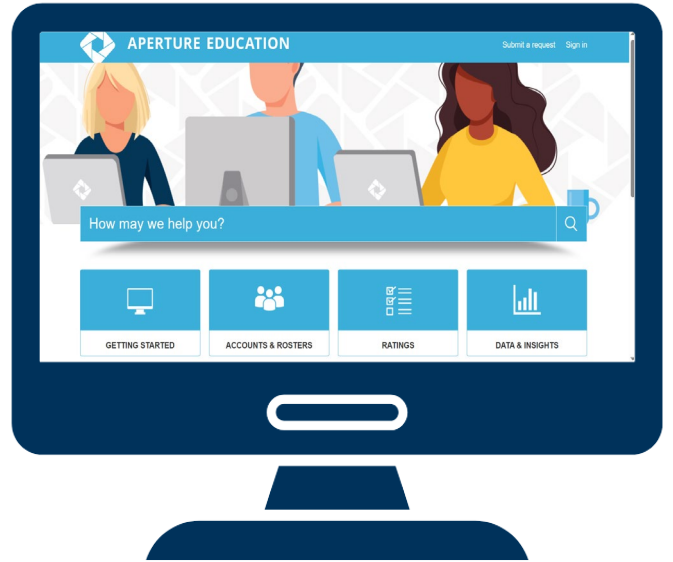 APERTURE EDUCATION
Submit a request Sign in
How may we help you?
GETTING STARTED
ACCOUNTS & ROSTERS
RATINGS
DATA & INSIGHTS